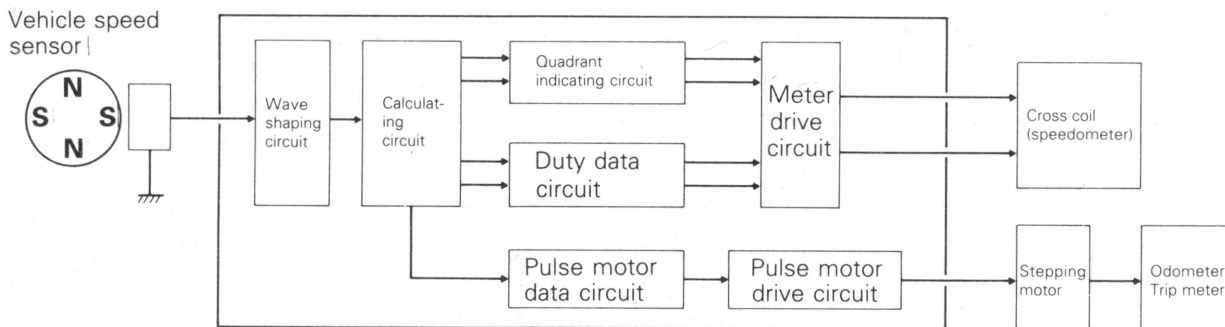 Vehicle speed
sensor
N
S
S
N
Wave
shaping
circuit
Calculat-
ing
circuit
Quadrant
indicating circuit
Duty data
circuit
Meter
drive
circuit
Cross coil
(speedometer)
Pulse motor
data circuit
Pulse motor
drive circuit
Stepping
motor
Odometer
Trip meter